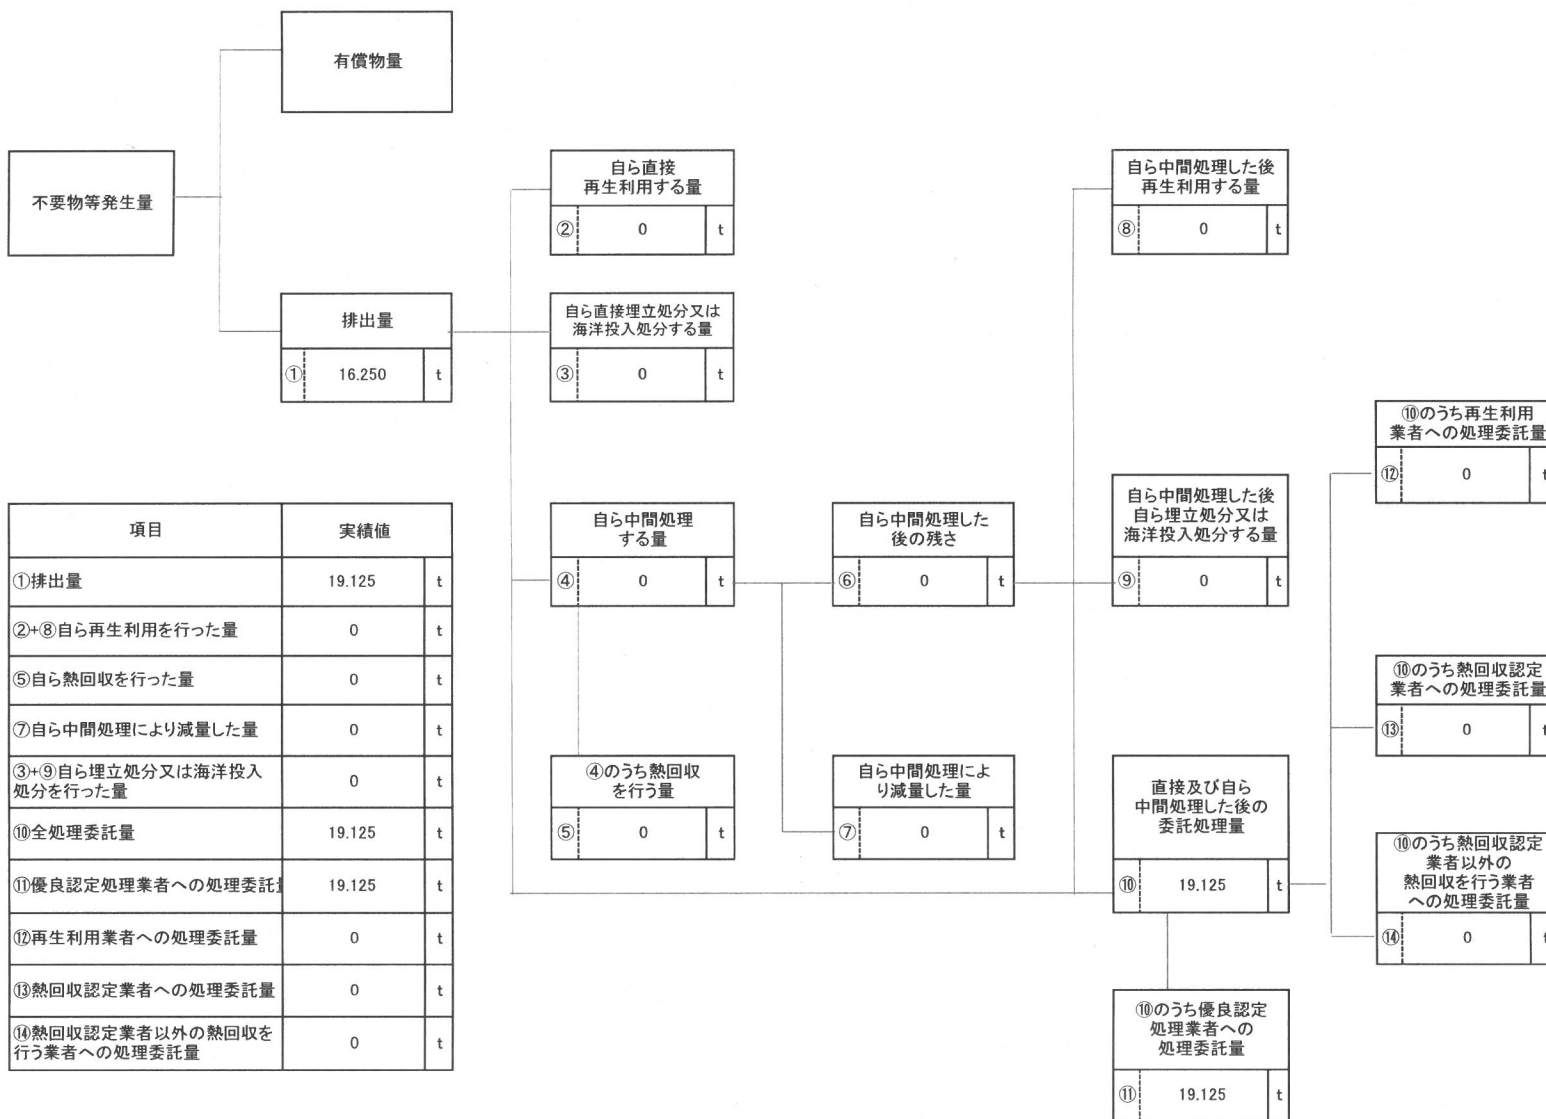 有償物量
不要物等発生量
排出量
① 16.250 t
自ら直接
再生利用する量
② 0 t
自ら直接埋立処分又は
海洋投入処分する量
③ 0 t
自ら中間処理
する量
④ 0 t
④のうち熱回収
を行う量
⑤ 0 t
自ら中間処理した
後の残さ
⑥ 0 t
自ら中間処理によ
り減量した量
⑦ 0 t
自ら中間処理した後
再生利用する量
⑧ 0 t
自ら中間処理した後
自ら埋立処分又は
海洋投入処分する量
⑨ 0 t
直接及び自ら
中間処理した後の
委託処理量
⑩ 19.125 t
⑩のうち優良認定
処理業者への
処理委託量
⑪ 19.125 t
⑩のうち再生利用
業者への処理委託量
⑫ 0 t
⑩のうち熱回収認定
業者への処理委託量
⑬ 0 t
⑩のうち熱回収認定
業者以外の
熱回収を行う業者
への処理委託量
⑭ 0 t
項目 実績値
①排出量 19.125 t
②+⑧自ら再生利用を行った量 0 t
⑤自ら熱回収を行った量 0 t
⑦自ら中間処理により減量した量 0 t
③+⑨自ら埋立処分又は海洋投入
処分を行った量 0 t
⑩全処理委託量 19.125 t
⑪優良認定処理業者への処理委託 19.125 t
⑫再生利用業者への処理委託量 0 t
⑬熱回収認定業者への処理委託量 0 t
⑭熱回収認定業者以外の熱回収を
行う業者への処理委託量 0 t